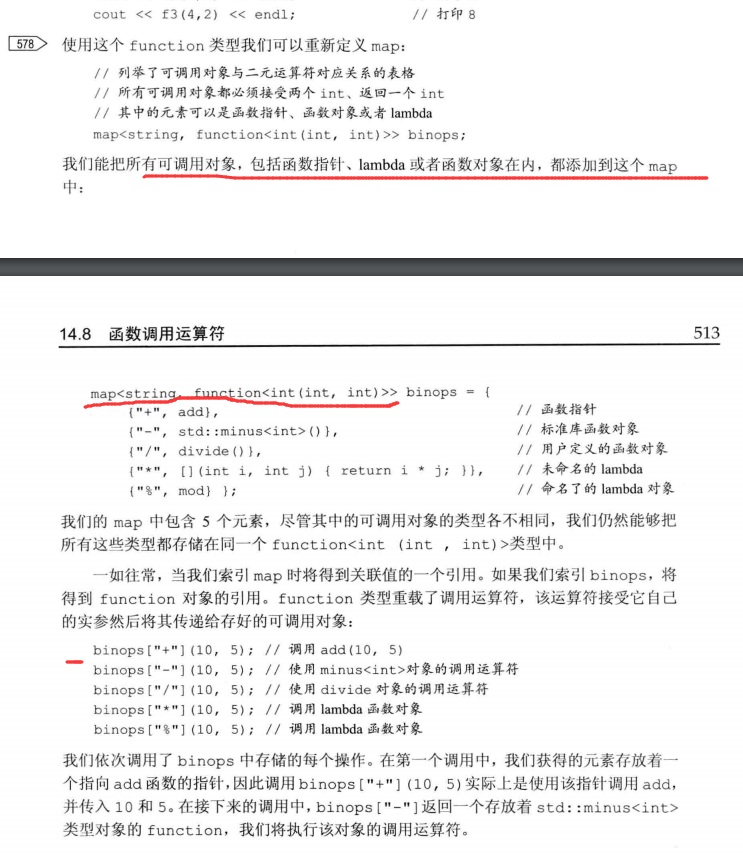 cout << f3(4,2) << endl; // 打印 8
578 使用这个 function 类型我们可以重新定义 map：
// 列举了可调用对象与二元运算符对应关系的表格
// 所有可调用对象都必须接受两个 int、返回一个 int
// 其中的元素可以是函数指针、函数对象或者 lambda
map<string, function<int(int, int)>> binops;
我们能把所有可调用对象，包括函数指针、lambda 或者函数对象在内，都添加到这个 map
中：
14.8 函数调用运算符 513
map<string, function<int(int, int)>> binops = {
{"+", add}, // 函数指针
{"-", std::minus<int>()}, // 标准库函数对象
{"/", divide()}, // 用户定义的函数对象
{"*", [](int i, int j) { return i * j; }}, // 未命名的 lambda
{"%", mod} }; // 命名了的 lambda 对象
我们的 map 中包含 5 个元素，尽管其中的可调用对象的类型各不相同，我们仍然能够把
所有这些类型都存储在同一个 function<int (int , int)>类型中。
一如往常，当我们索引 map 时将得到关联值的一个引用。如果我们索引 binops，将
得到 function 对象的引用。function 类型重载了调用运算符，该运算符接受它自己
的实参然后将其传递给存好的可调用对象：
binops["+"](10, 5); // 调用 add(10, 5)
binops["-"](10, 5); // 使用 minus<int>对象的调用运算符
binops["/"](10, 5); // 使用 divide 对象的调用运算符
binops["*"](10, 5); // 调用 lambda 函数对象
binops["%"](10, 5); // 调用 lambda 函数对象
我们依次调用了 binops 中存储的每个操作。在第一个调用中，我们获得的元素存放着一
个指向 add 函数的指针，因此调用 binops["+"](10, 5)实际上是使用该指针调用 add，
并传入 10 和 5。在接下来的调用中，binops["-"]返回一个存放着 std::minus<int>
类型对象的 function，我们将执行该对象的调用运算符。